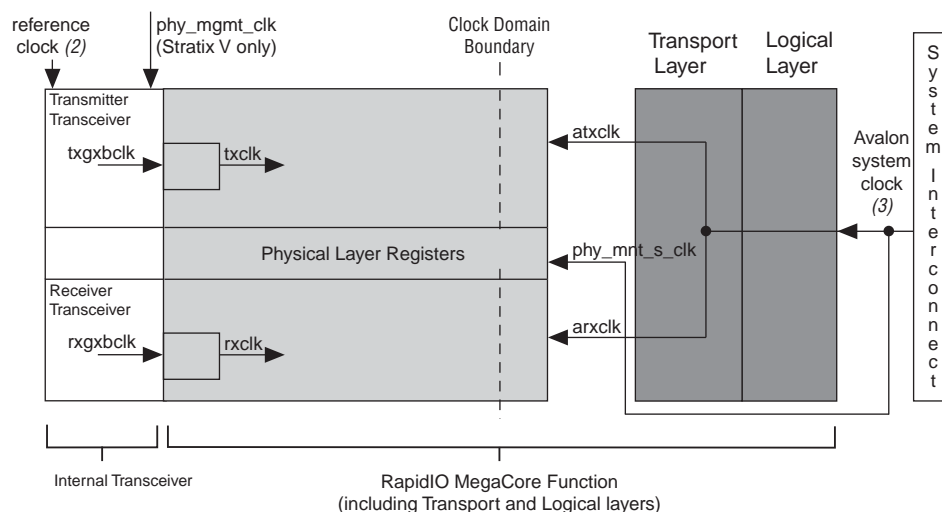 reference
clock (2)
phy_mgmt_clk
(Stratix V only)
Clock Domain
Boundary
Transport
Layer
Logical
Layer
System Interconnect
Transmitter
Transceiver
txgxbclk
txclk
atxclk
Avalon
system
clock
(3)
Physical Layer Registers
phy_mnt_s_clk
Receiver
Transceiver
rxgxbclk
rxclk
arxclk
Internal Transceiver
RapidIO MegaCore Function
(including Transport and Logical layers)